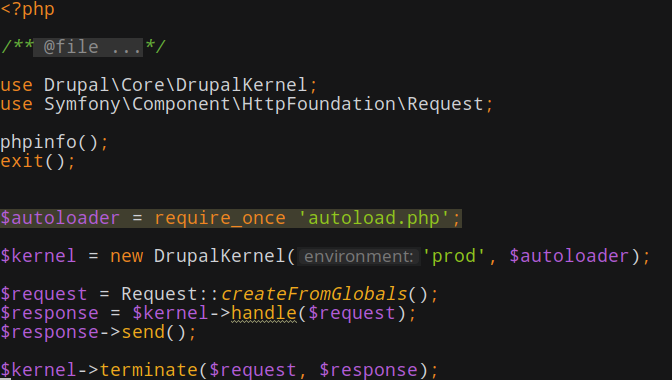 <?php
/** @file ...*/
use Drupal\Core\DrupalKernel;
use Symfony\Component\HttpFoundation\Request;
phpinfo();
exit();
$autoloader = require_once 'autoload.php';
$kernel = new DrupalKernel( environment: 'prod', $autoloader);
$request = Request::createFromGlobals();
$response = $kernel->handle($request);
$response->send();
$kernel->terminate($request, $response);